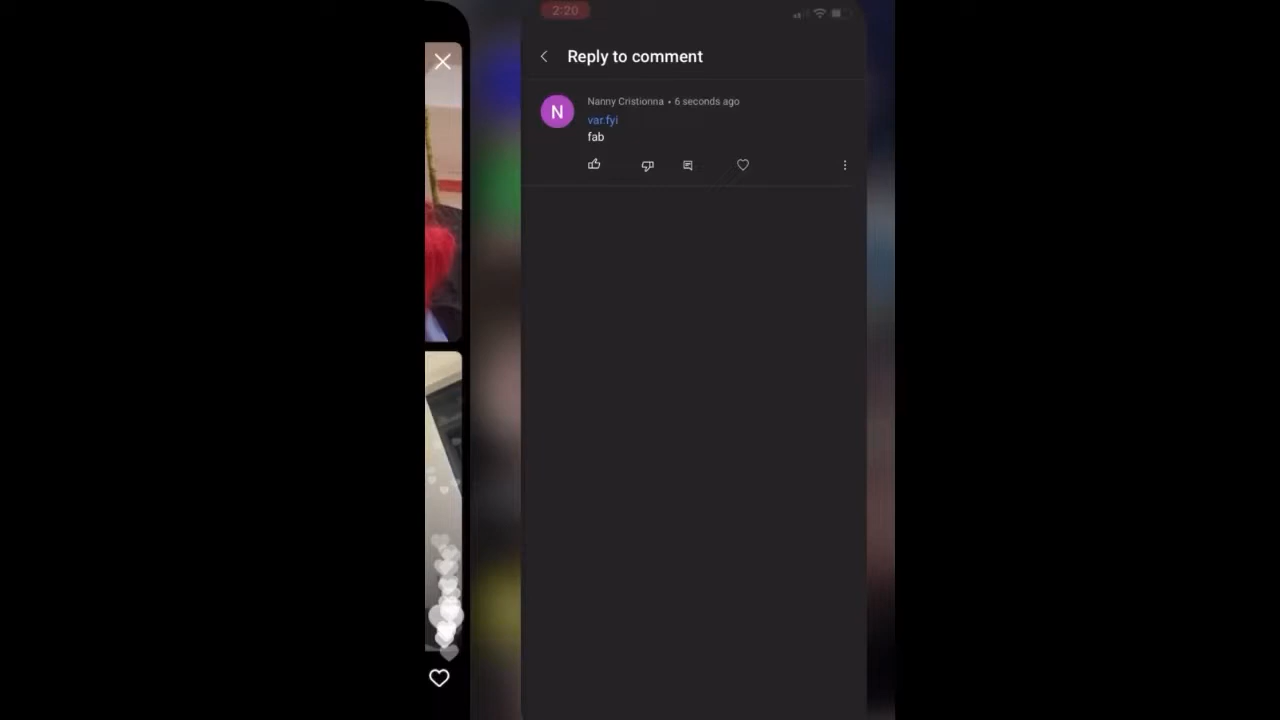 2:20
Reply to comment
N
Nanny Cristionna • 6 seconds ago
var.fyi
fab